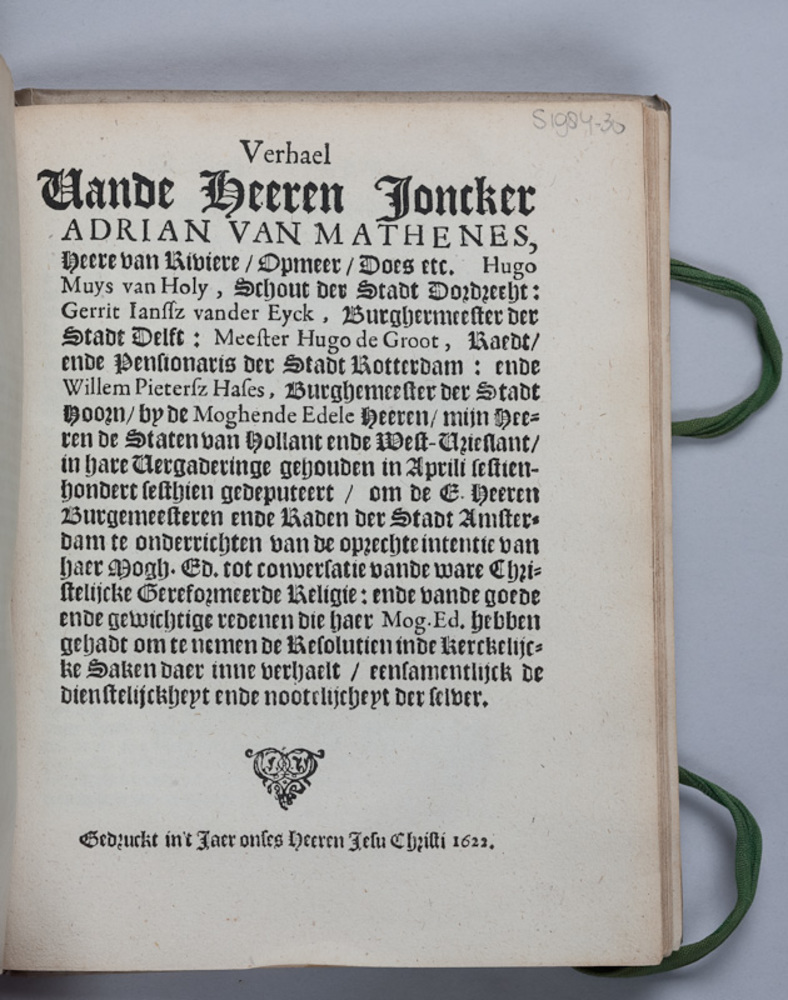 S1984-30
Verhael
Vande Heeren Joncker
ADRIAN VAN MATHENES,
Heere van Riviere / Opmeer / Does etc. Hugo
Muys van Holy, Schout der Stadt Dordrecht:
Gerrit Ianſſz vander Eyck, Burghermeeſter der
Stadt Delft: Meeſter Hugo de Groot, Raedt/
ende Penſionaris der Stadt Rotterdam: ende
Willem Pieterſz Haſes, Burghemeeſter der Stadt
Hoorn/ by de Moghende Edele Heeren/ mijn Hee-
ren de Staten van Hollant ende Weſt-Vrieſlant/
in hare Vergaderinge gehouden in Aprili ſeſtien-
hondert ſeſthien gedeputeert / om de E. Heeren
Burgemeeſteren ende Raden der Stadt Amſter-
dam te onderrichten van de oprechte intentie van
haer Mogh. Ed. tot converſatie vande ware Chri-
ſtelijcke Gereformeerde Religie: ende vande goede
ende gewichtige redenen die haer Mog. Ed. hebben
gehadt om te nemen de Reſolutien inde Kerckelijc-
ke Saken daer inne verhaelt / eenſamentlijck de
dienſtelijckheyt ende nootelijcheyt der ſelver.
Gedruckt in't Jaer onſes Heeren Jeſu Chriſti 1622.